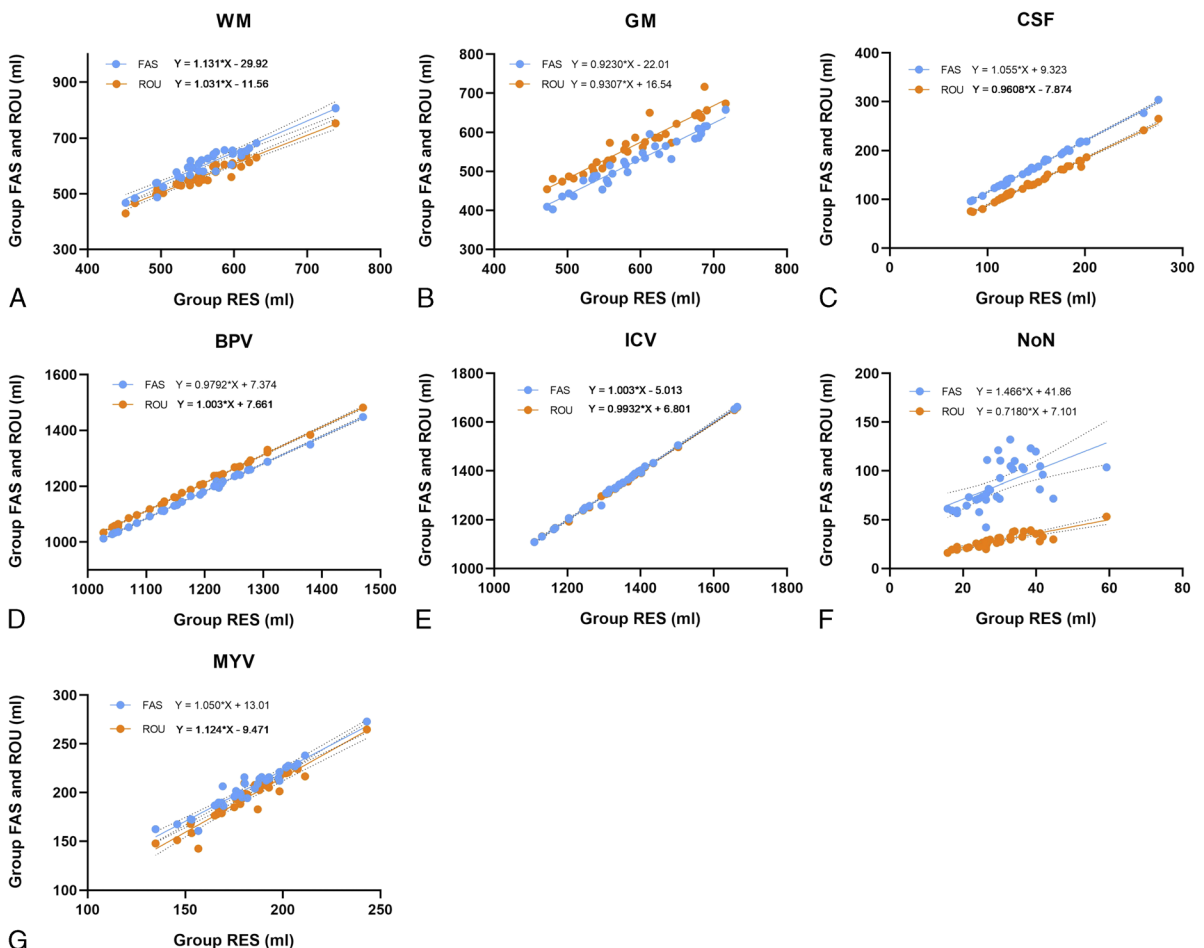 WM
Group FAS and ROU (ml)
900
700
500
300
FAS Y = 1.131*X - 29.92
ROU Y = 1.031*X - 11.56
400 500 600 700 800
Group RES (ml)
A
GM
Group FAS and ROU (ml)
800
700
600
500
400
300
FAS Y = 0.9230*X - 22.01
ROU Y = 0.9307*X + 16.54
400 500 600 700 800
Group RES (ml)
B
CSF
Group FAS and ROU (ml)
400
300
200
100
0
FAS Y = 1.055*X + 9.323
ROU Y = 0.9608*X - 7.874
0 100 200 300
Group RES (ml)
C
BPV
Group FAS and ROU (ml)
1600
1400
1200
1000
FAS Y = 0.9792*X + 7.374
ROU Y = 1.003*X + 7.661
1000 1100 1200 1300 1400 1500
Group RES (ml)
D
ICV
Group FAS and ROU (ml)
1800
1600
1400
1200
1000
FAS Y = 1.003*X - 5.013
ROU Y = 0.9932*X + 6.801
1000 1200 1400 1600 1800
Group RES (ml)
E
NoN
Group FAS and ROU (ml)
200
150
100
50
0
FAS Y = 1.466*X + 41.86
ROU Y = 0.7180*X + 7.101
0 20 40 60 80
Group RES (ml)
F
MYV
Group FAS and ROU (ml)
300
250
200
150
100
FAS Y = 1.050*X + 13.01
ROU Y = 1.124*X - 9.471
100 150 200 250
Group RES (ml)
G